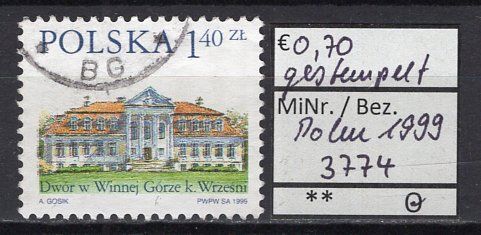 POLSKA 1 40 ZŁ
BG
Dwór w Winnej Górze k. Wrześni
A. GOSIK PWPW SA 1999
€ 0,70
gestempelt
MiNr. / Bez.
Polen 1999
3774
**